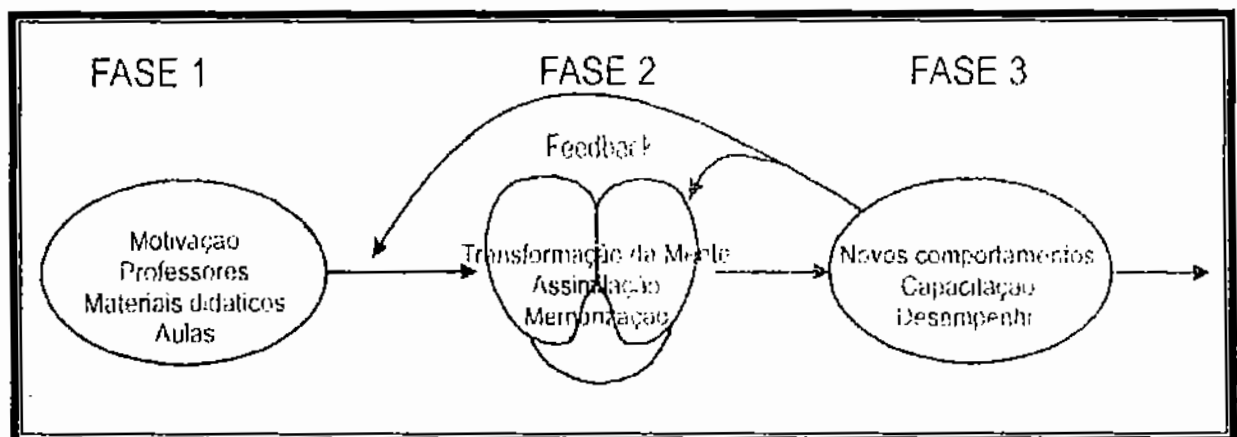 FASE 1
FASE 2
FASE 3
Feedback
Motivação
Professores
Materiais didaticos
Aulas
Transformação da Mente
Assimilação
Memorização
Novos comportamentos
Capacitação